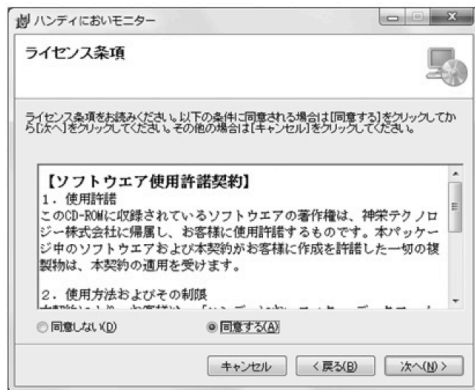 ハンディにおいモニター
ライセンス条項
ライセンス条項をお読みください。以下の条件に同意される場合は[同意する]をクリックしてか
ら[次へ]をクリックしてください。その他の場合は[キャンセル]をクリックしてください。
【ソフトウエア使用許諾契約】
1. 使用許諾
このCD-ROMに収録されているソフトウエアの著作権は、神栄テクノロ
ジー株式会社に帰属し、お客様に使用許諾するものです。本パッケー
ジ中のソフトウエアおよび本契約がお客様に作成を許諾した一切の複
製物は、本契約の適用を受けます。
2. 使用方法およびその制限
同意しない(D)
同意する(A)
キャンセル
< 戻る(B)
次へ(N) >